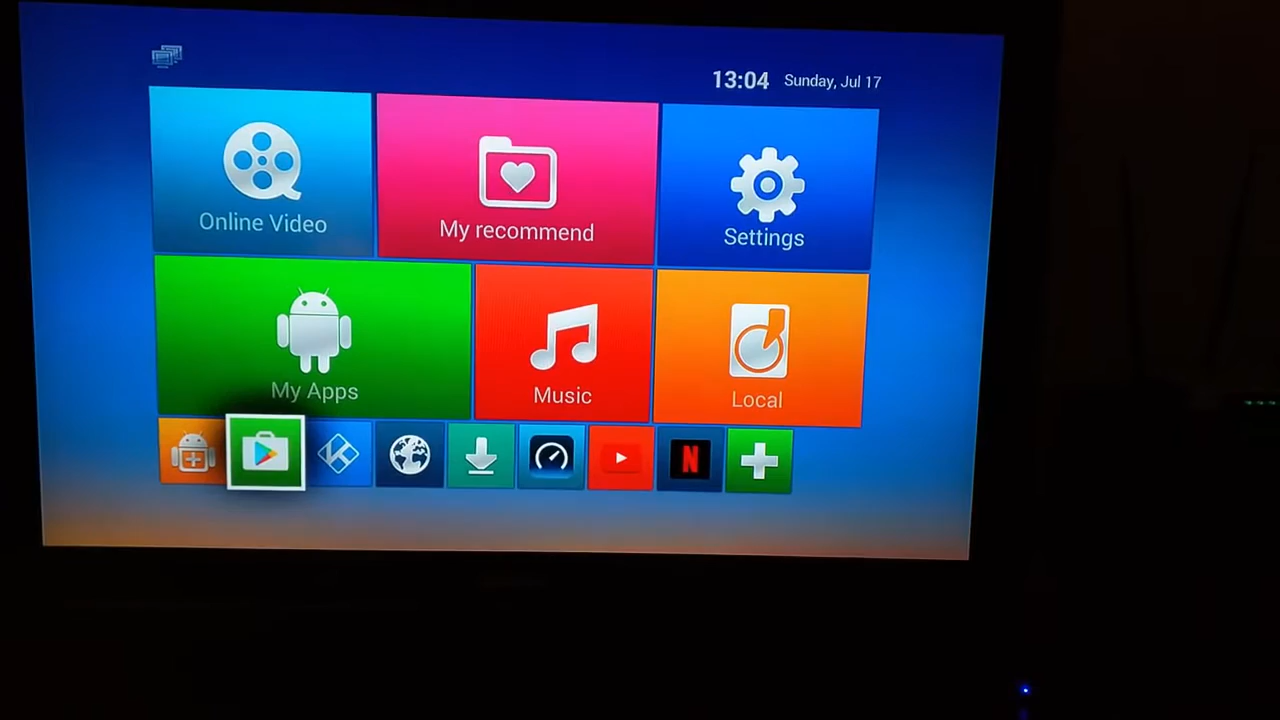 13:04 Sunday, Jul 17
Online Video
My recommend
Settings
My Apps
Music
Local
N